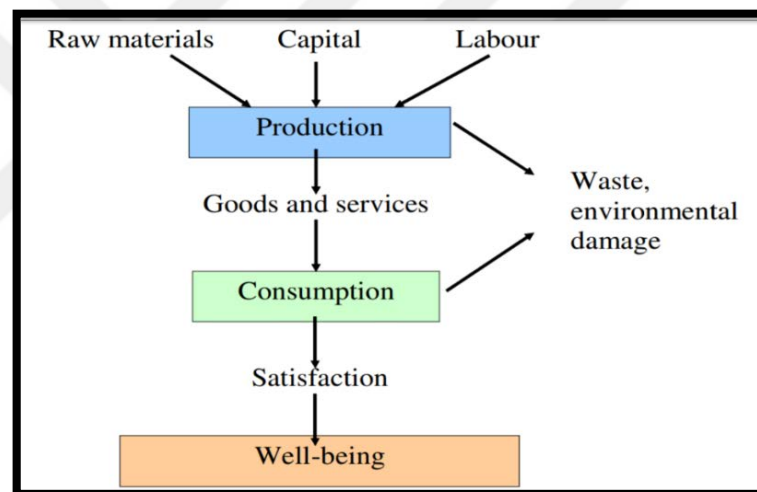 Raw materials Capital Labour
Production
Goods and services
Waste,
environmental
damage
Consumption
Satisfaction
Well-being